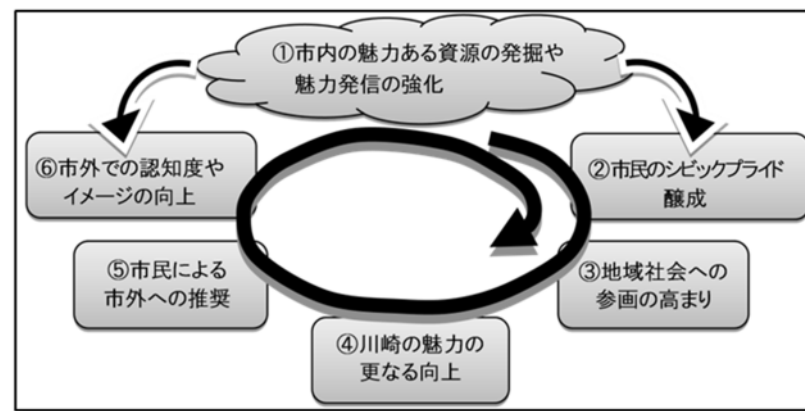 ①市内の魅力ある資源の発掘や
魅力発信の強化
②市民のシビックプライド
醸成
③地域社会への
参画の高まり
④川崎の魅力の
更なる向上
⑤市民による
市外への推奨
⑥市外での認知度や
イメージの向上